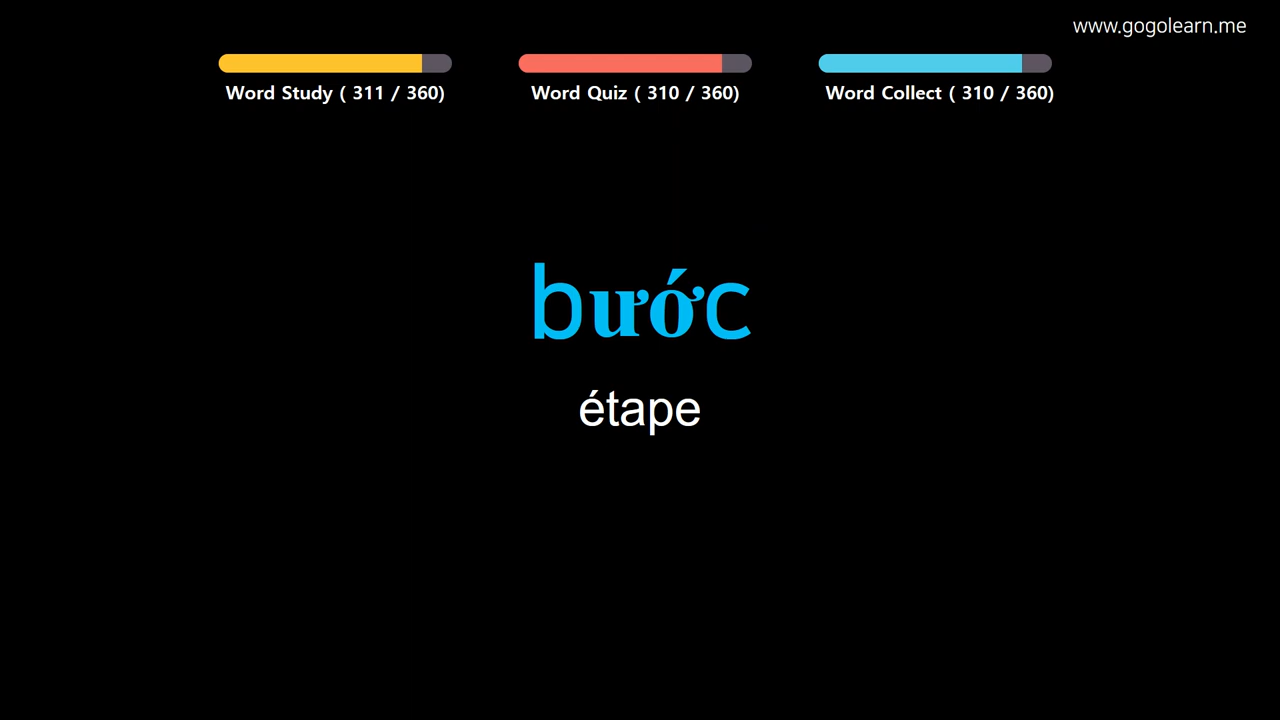 www.gogolearn.me
Word Study ( 311 / 360)
Word Quiz ( 310 / 360)
Word Collect ( 310 / 360)
bước
étape